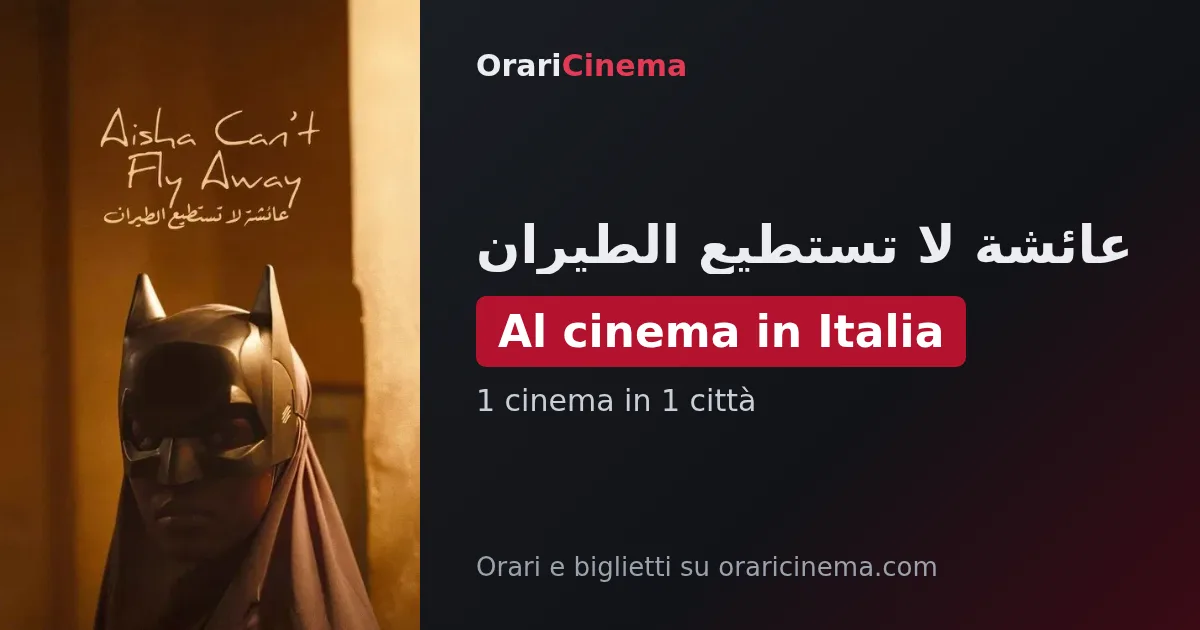 Aisha Can't
Fly Away
عائشة لا تستطيع الطيران
OrariCinema
عائشة لا تستطيع الطيران
Al cinema in Italia
1 cinema in 1 città
Orari e biglietti su oraricinema.com